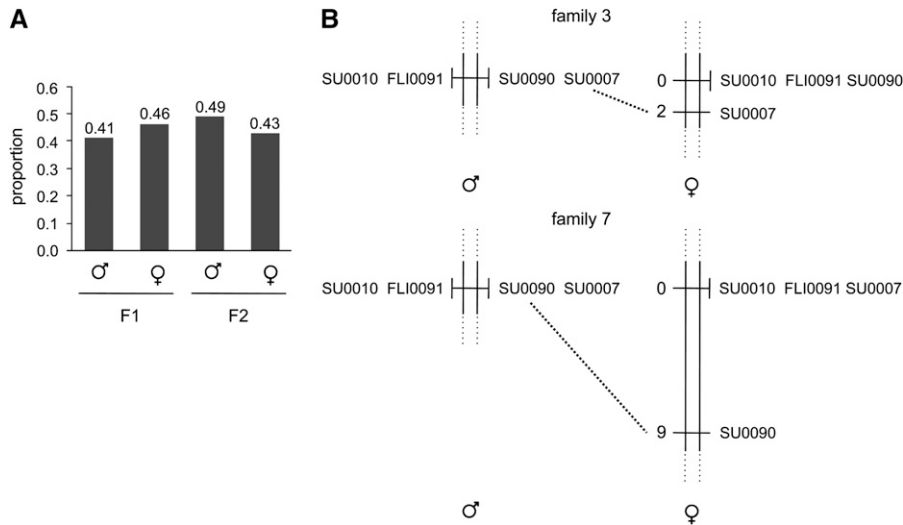 A
proportion
0.6
0.5
0.4
0.3
0.2
0.1
0.0
0.41 0.46 0.49 0.43
♂ ♀ ♂ ♀
F1 F2
B
family 3
SU0010 FLI0091 SU0090 SU0007
0 SU0010 FLI0091 SU0090
2 SU0007
♂ ♀
family 7
SU0010 FLI0091 SU0090 SU0007
0 SU0010 FLI0091 SU0007
9 SU0090
♂ ♀